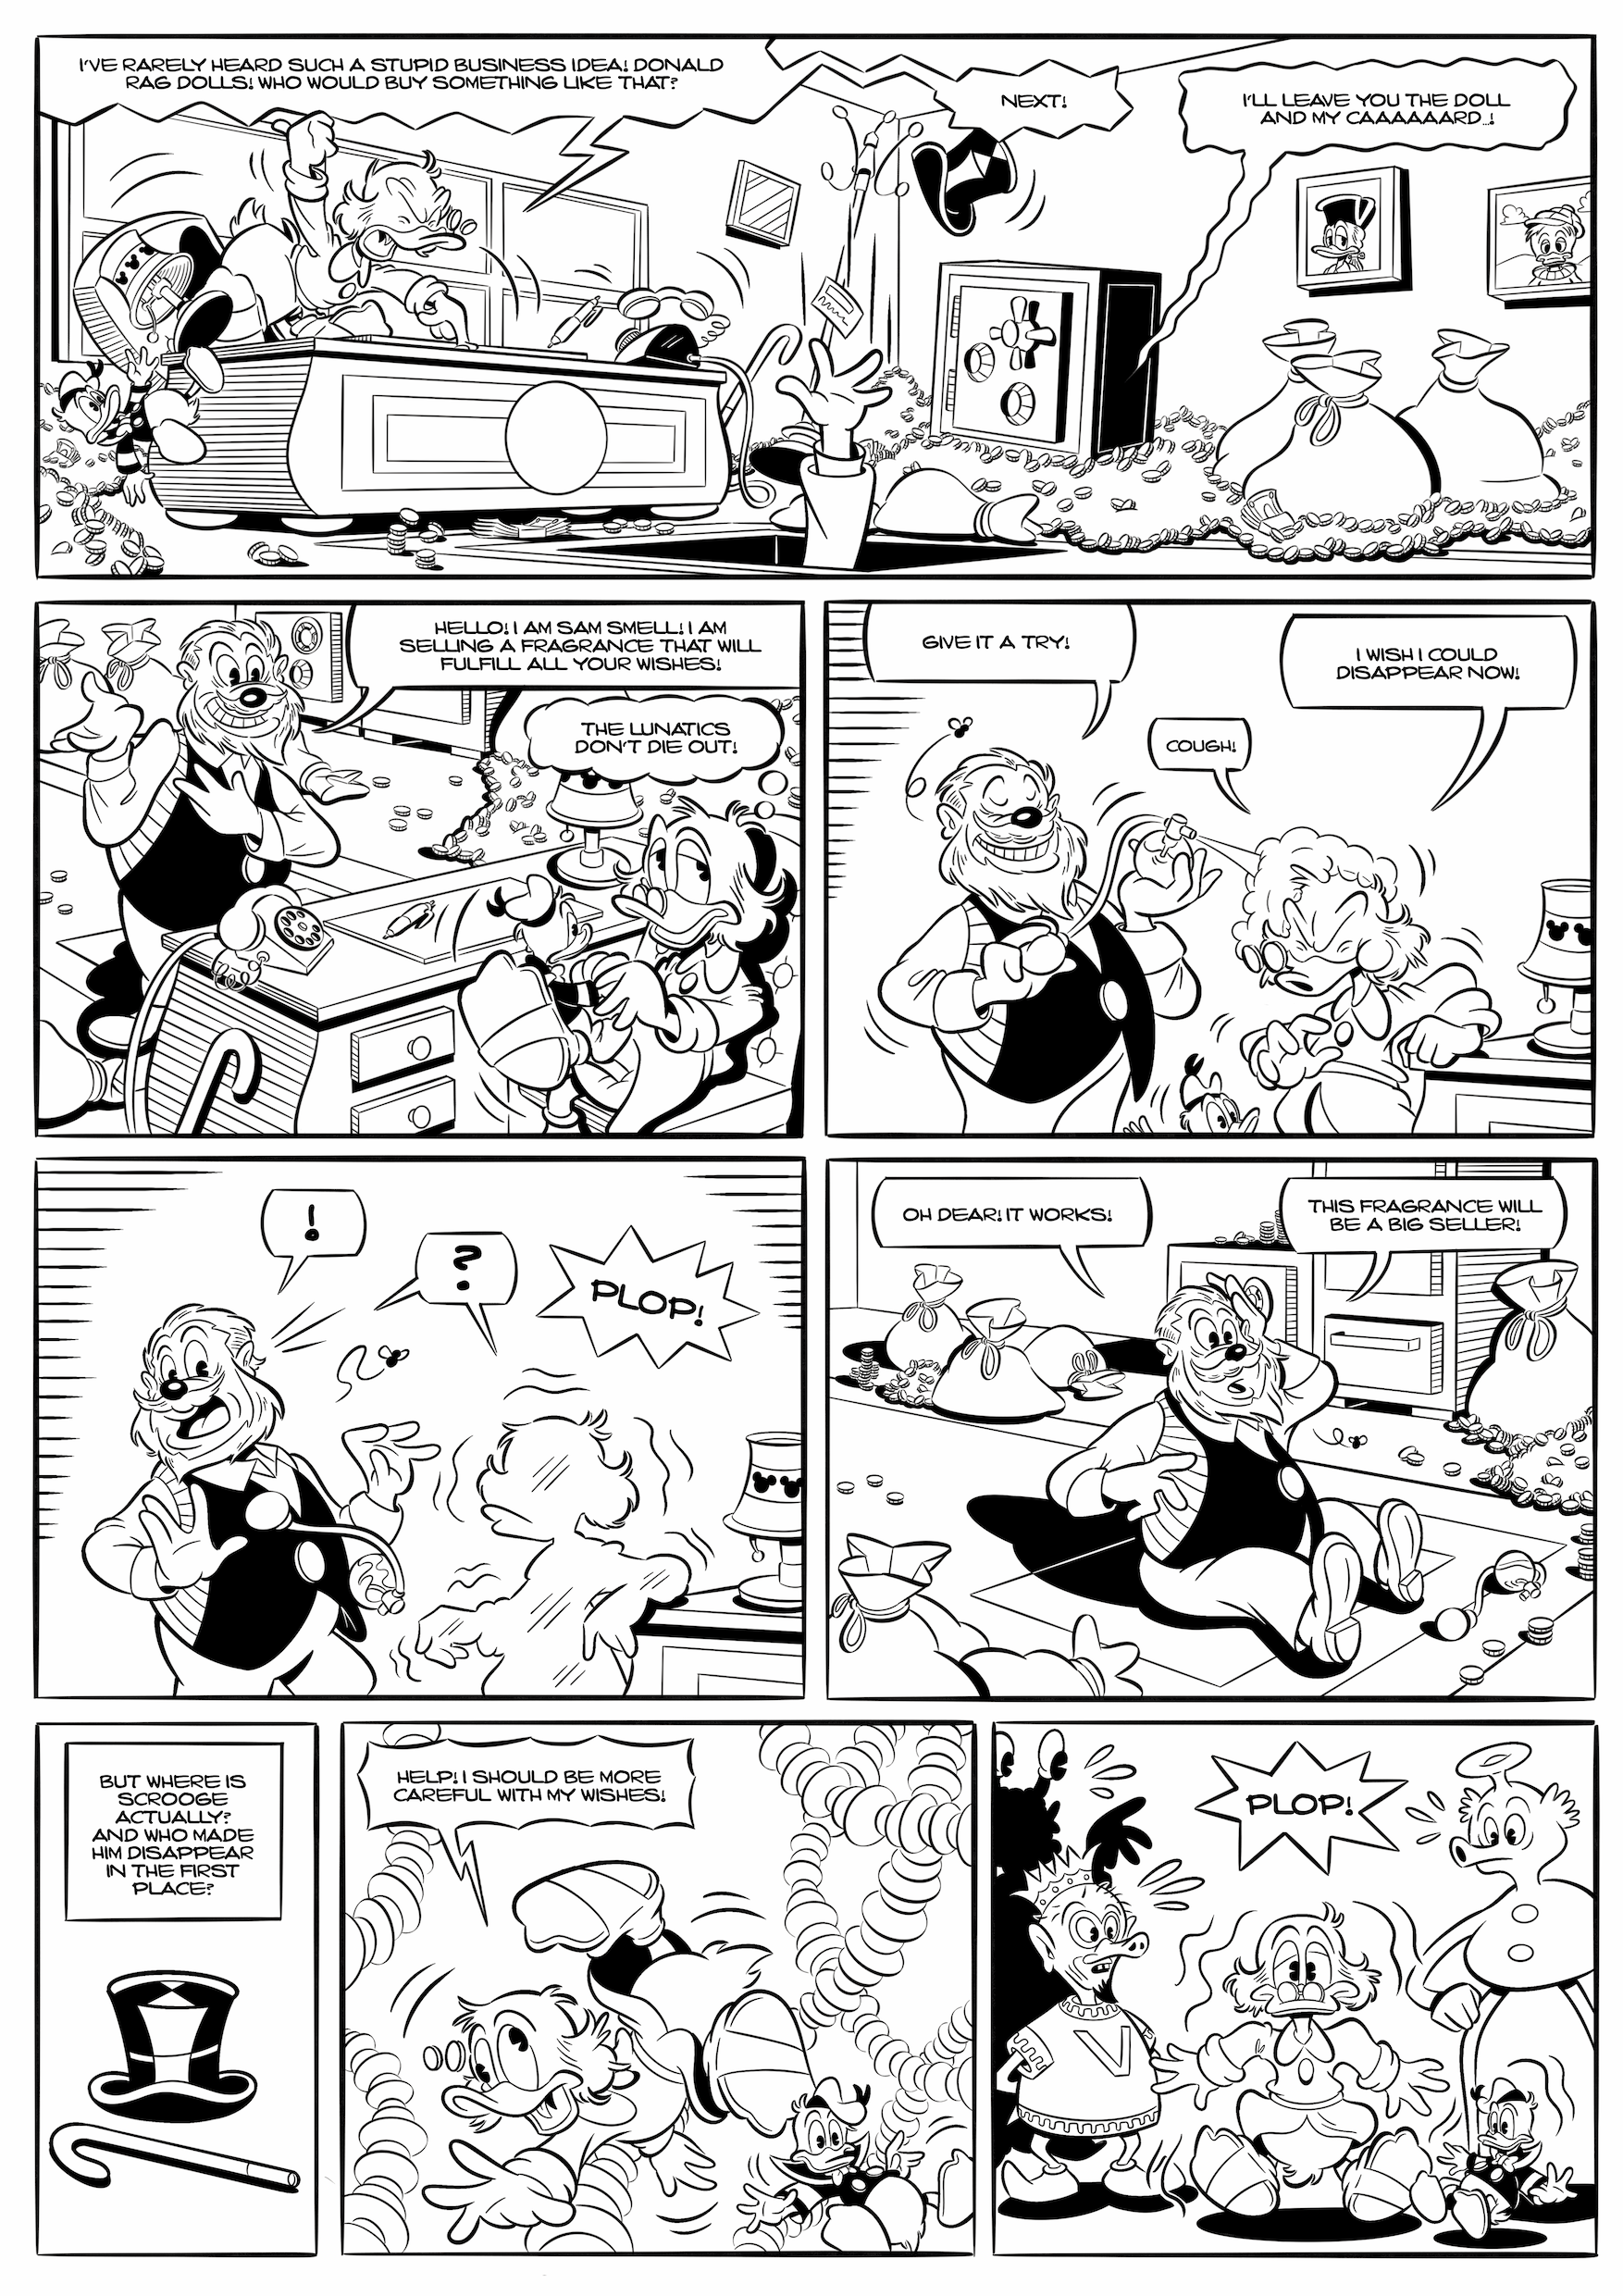 I'VE RARELY HEARD SUCH A STUPID BUSINESS IDEA! DONALD
RAG DOLLS! WHO WOULD BUY SOMETHING LIKE THAT?
NEXT!
I'LL LEAVE YOU THE DOLL
AND MY CAAAAAARD...!
HELLO! I AM SAM SMELL! I AM
SELLING A FRAGRANCE THAT WILL
FULFILL ALL YOUR WISHES!
THE LUNATICS
DON'T DIE OUT!
GIVE IT A TRY!
COUGH!
I WISH I COULD
DISAPPEAR NOW!
!
?
PLOP!
OH DEAR! IT WORKS!
THIS FRAGRANCE WILL
BE A BIG SELLER!
BUT WHERE IS
SCROOGE
ACTUALLY?
AND WHO MADE
HIM DISAPPEAR
IN THE FIRST
PLACE?
HELP! I SHOULD BE MORE
CAREFUL WITH MY WISHES!
PLOP!
V